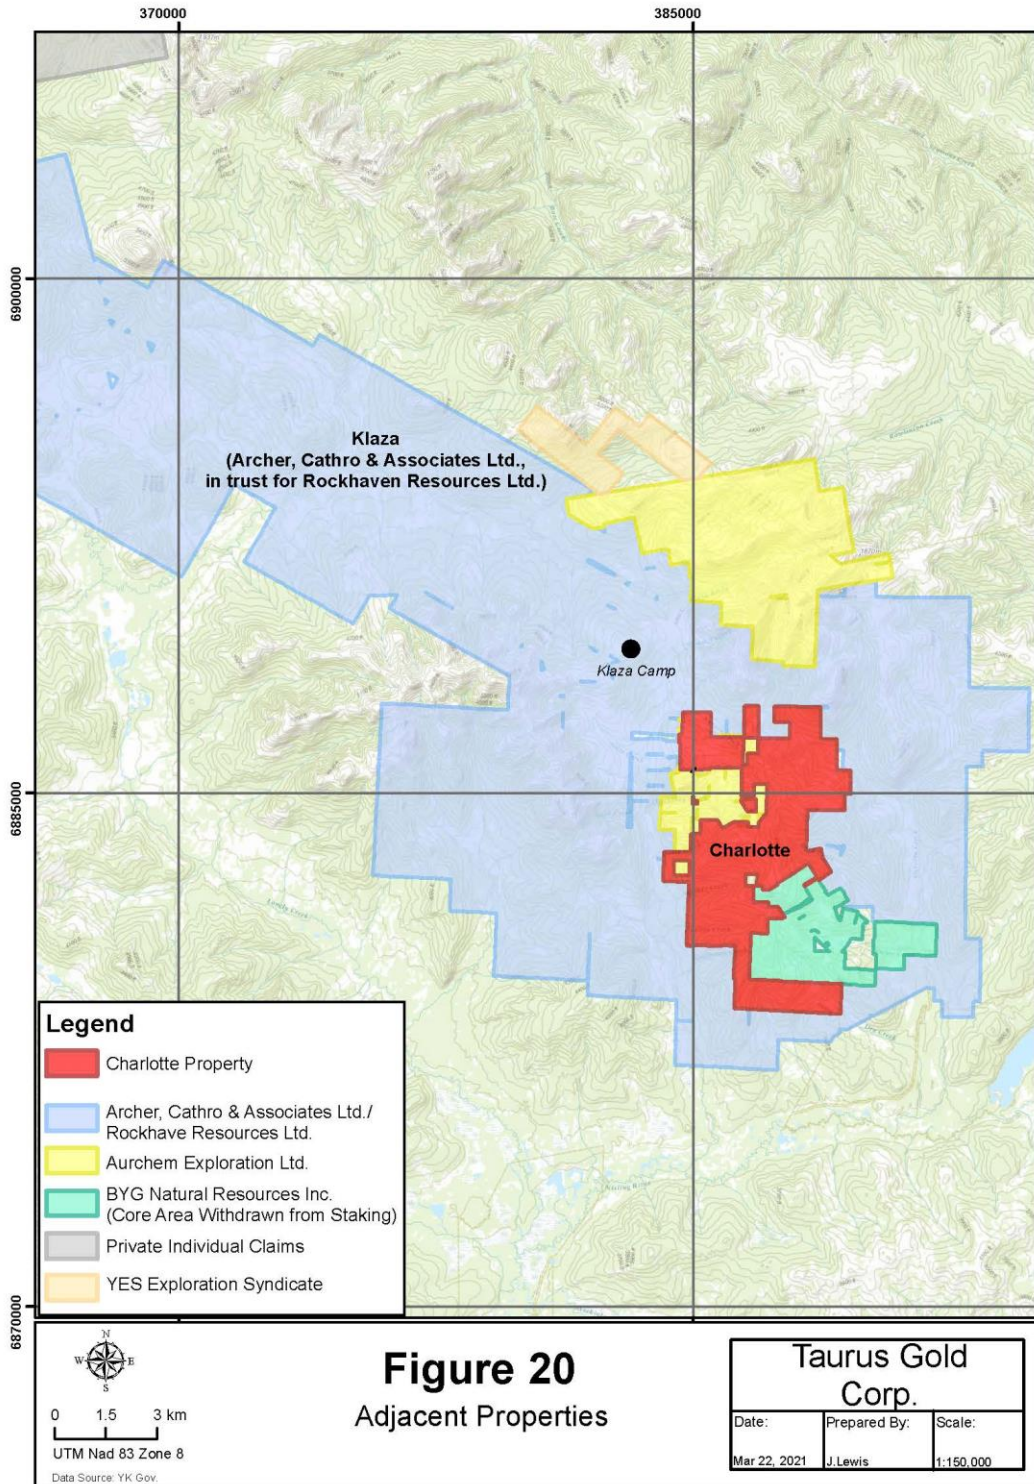 370000
385000
6900000
Klaza
(Archer, Cathro & Associates Ltd.,
in trust for Rockhaven Resources Ltd.)
Klaza Camp
6885000
Charlotte
Legend
Charlotte Property
Archer, Cathro & Associates Ltd./
Rockhave Resources Ltd.
Aurchem Exploration Ltd.
BYG Natural Resources Inc.
(Core Area Withdrawn from Staking)
Private Individual Claims
YES Exploration Syndicate
6870000
N
W
E
S
0 1.5 3 km
UTM Nad 83 Zone 8
Data Source: YK Gov.
Figure 20
Adjacent Properties
Taurus Gold
Corp.
Date:
Mar 22, 2021
Prepared By:
J.Lewis
Scale:
1:150,000